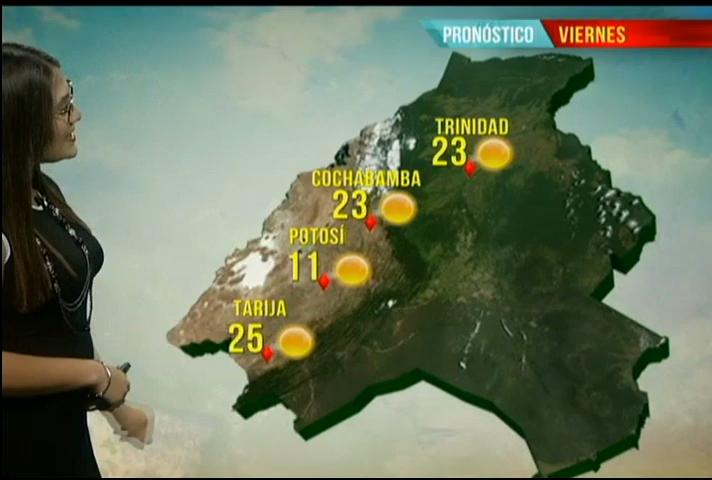 PRONÓSTICO VIERNES
TRINIDAD
23
COCHABAMBA
23
POTOSÍ
11
TARIJA
25